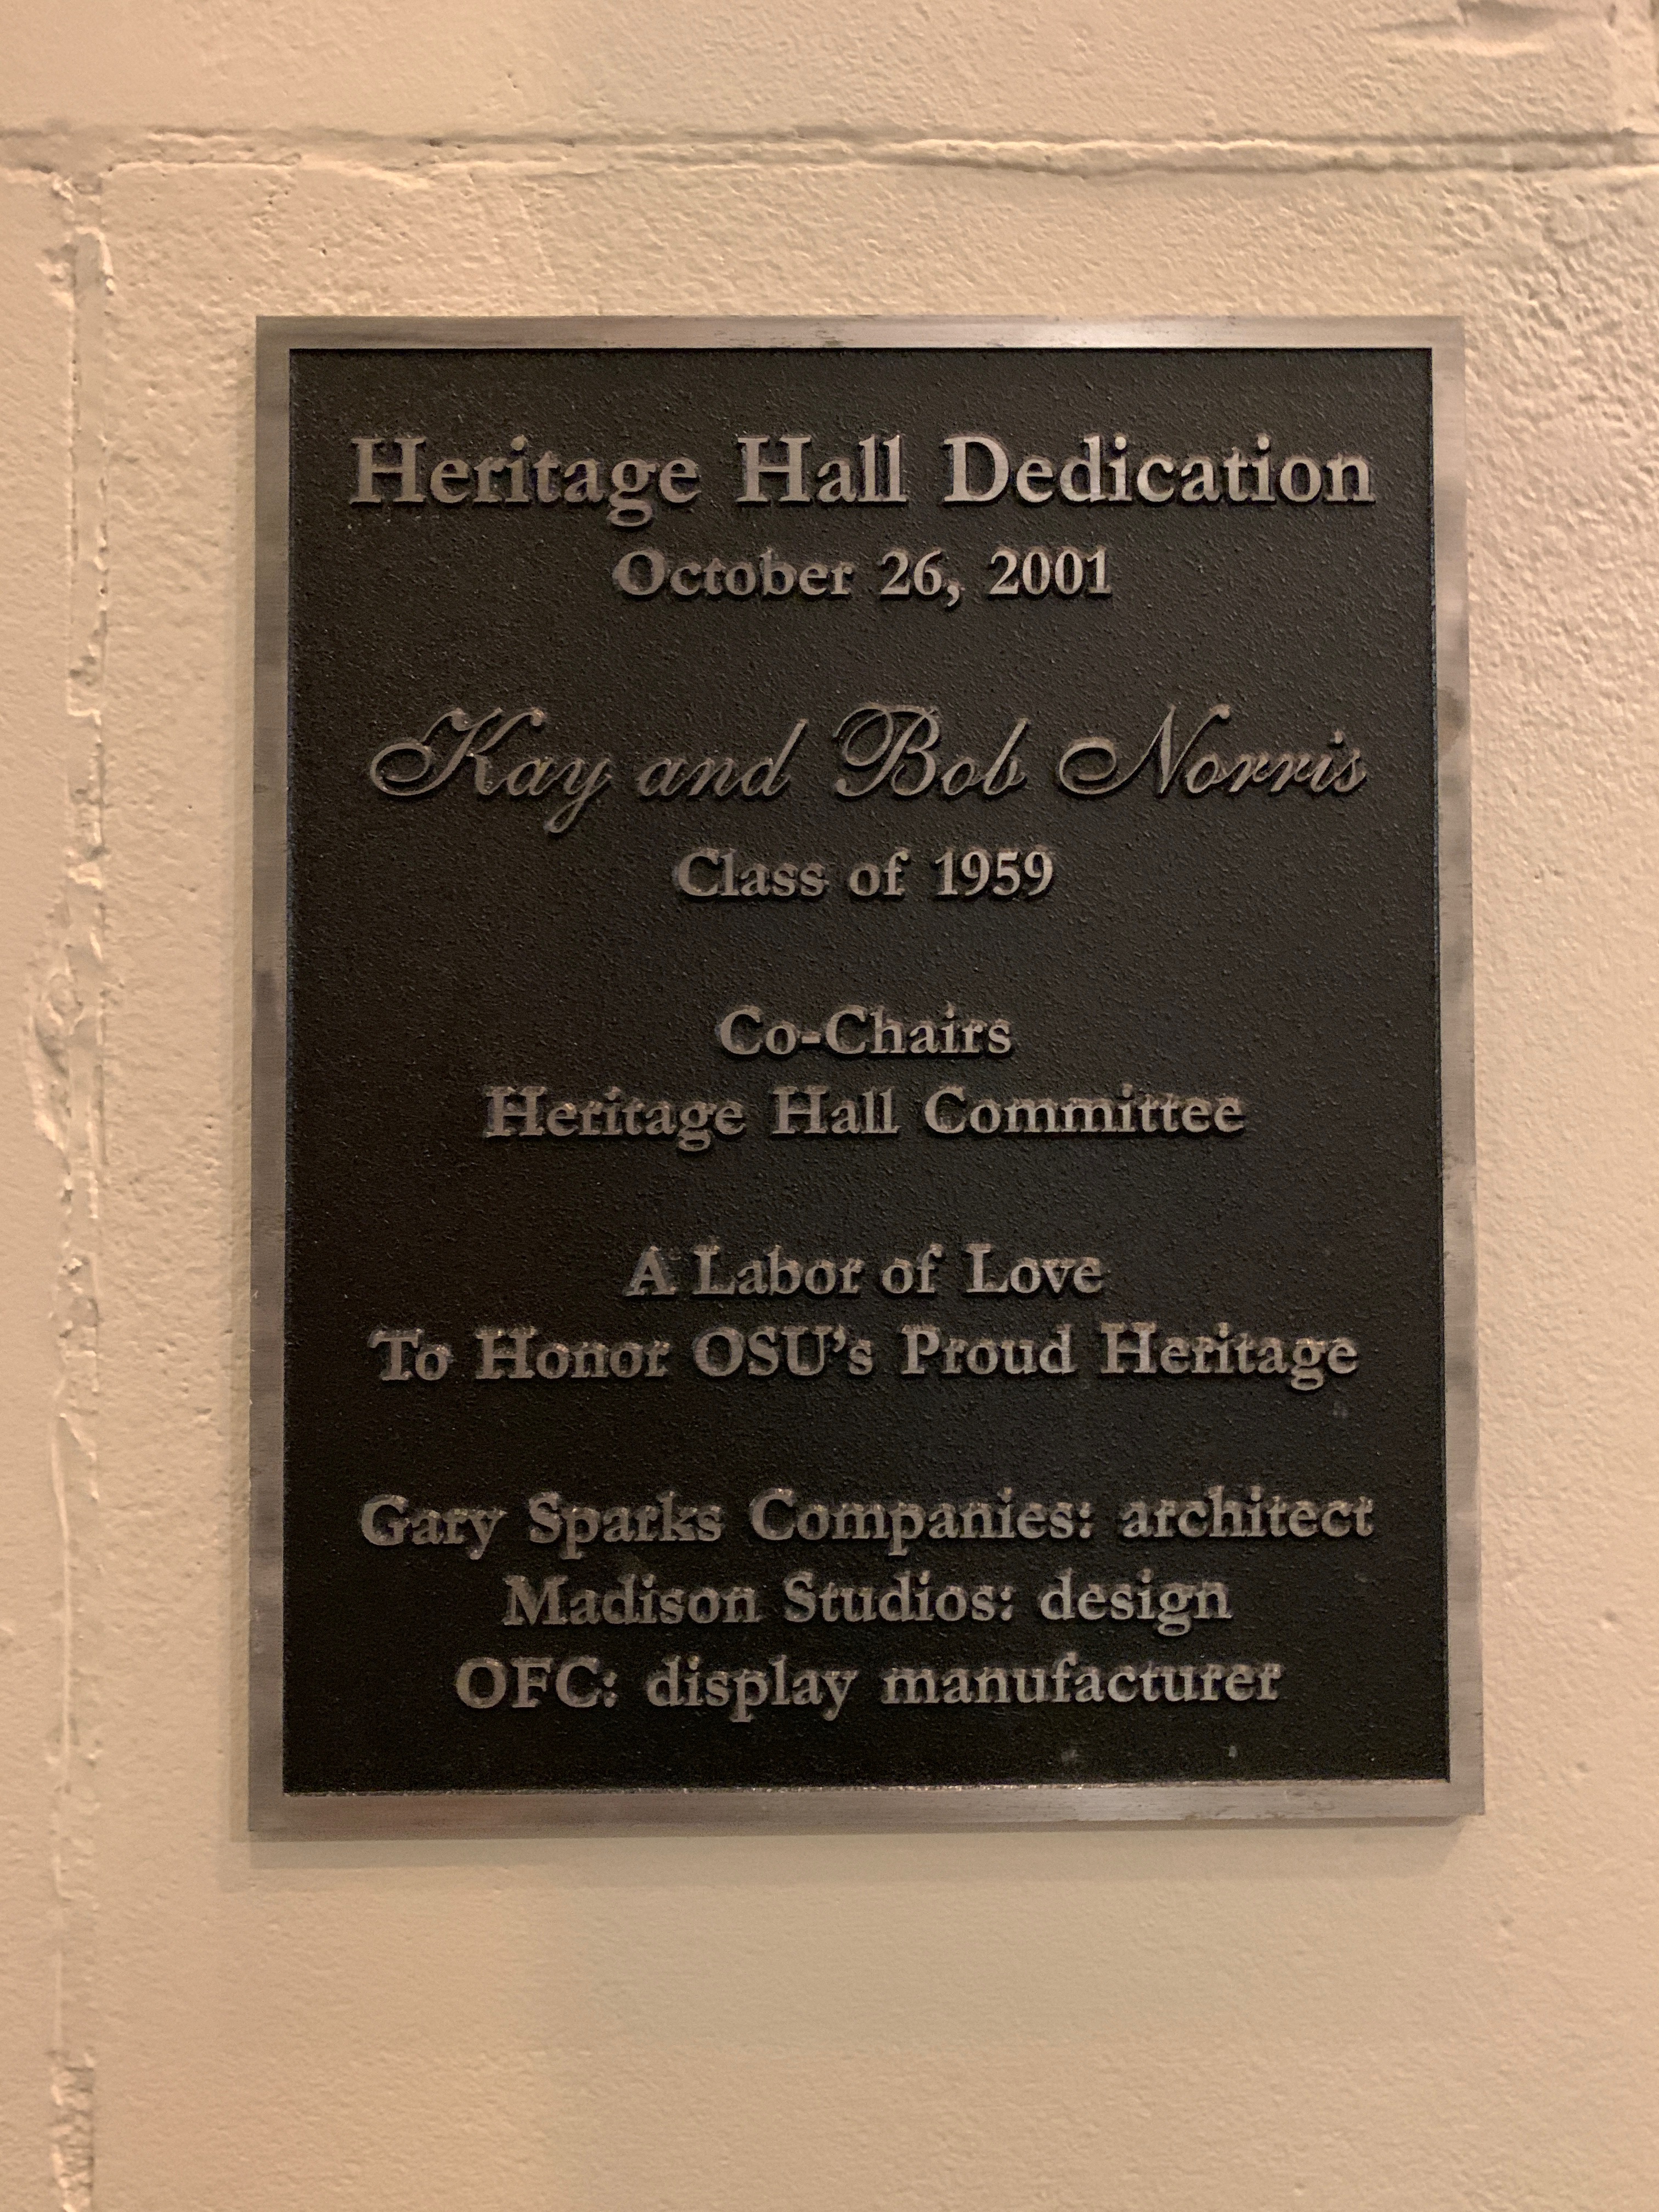 Heritage Hall Dedication
October 26, 2001
Kay and Bob Norris
Class of 1959
Co-Chairs
Heritage Hall Committee
A Labor of Love
To Honor OSU's Proud Heritage
Gary Sparks Companies: architect
Madison Studios: design
OFC: display manufacturer